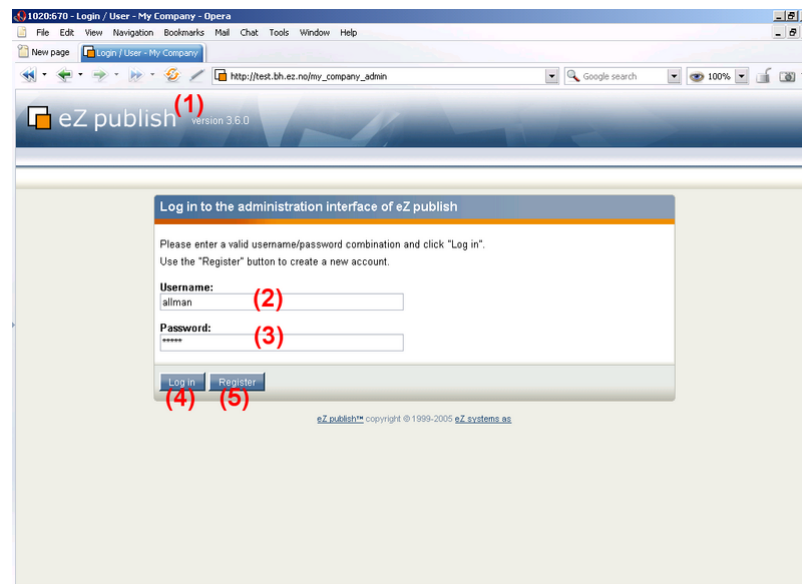 1020:670 - Login / User - My Company - Opera
File Edit View Navigation Bookmarks Mail Chat Tools Window Help
New page Login / User - My Company
http://test.bh.ez.no/my_company_admin Google search 100%
(1)
eZ publish version 3.6.0
Log in to the administration interface of eZ publish
Please enter a valid username/password combination and click "Log in".
Use the "Register" button to create a new account.
Username:
allman (2)
Password:
***** (3)
Log in Register
(4) (5)
eZ publish™ copyright © 1999-2005 eZ systems as